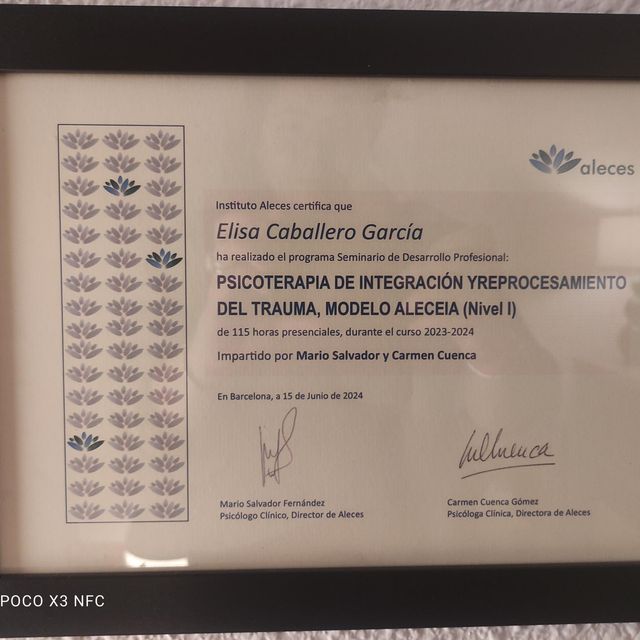 aleces
Instituto Aleces certifica que
Elisa Caballero García
ha realizado el programa Seminario de Desarrollo Profesional:
PSICOTERAPIA DE INTEGRACIÓN YREPROCESAMIENTO
DEL TRAUMA, MODELO ALECEIA (Nivel I)
de 115 horas presenciales, durante el curso 2023-2024
Impartido por Mario Salvador y Carmen Cuenca
En Barcelona, a 15 de Junio de 2024
Mario Salvador Fernández
Psicólogo Clínico, Director de Aleces
Carmen Cuenca Gómez
Psicóloga Clínica, Directora de Aleces
POCO X3 NFC